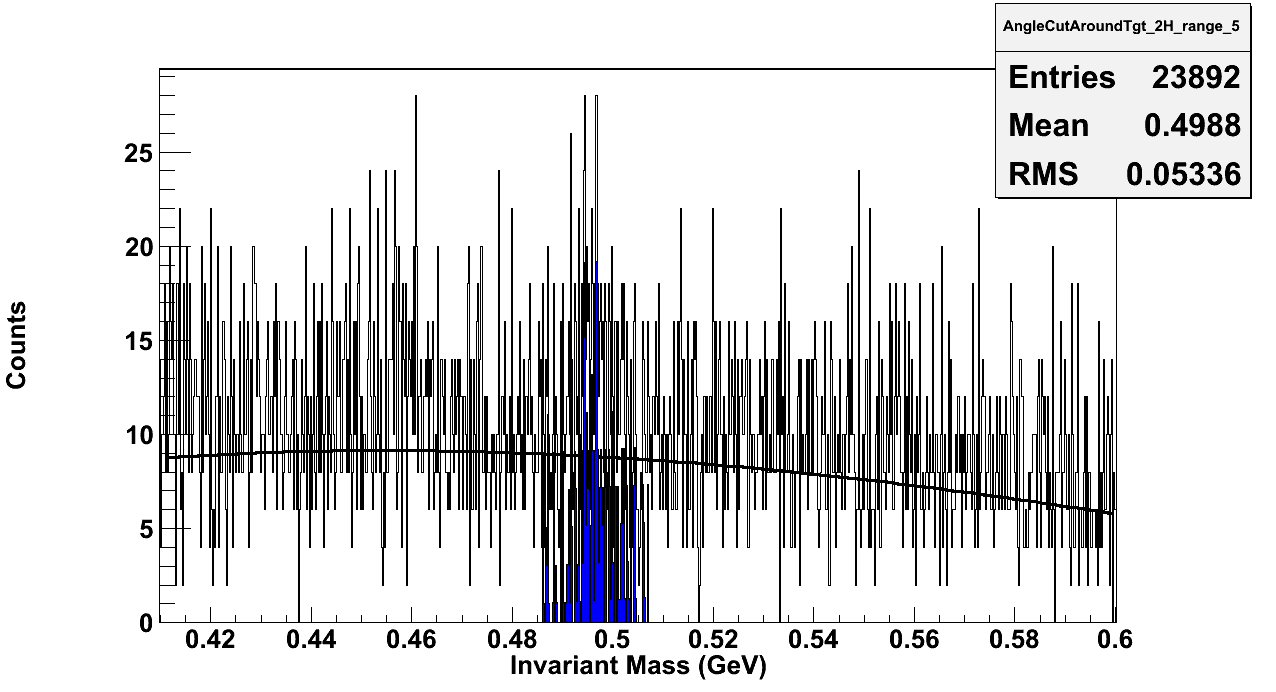 AngleCutAroundTgt_2H_range_5
Entries 23892
Mean 0.4988
RMS 0.05336
Counts
25
20
15
10
5
0
0.42 0.44 0.46 0.48 0.5 0.52 0.54 0.56 0.58 0.6
Invariant Mass (GeV)